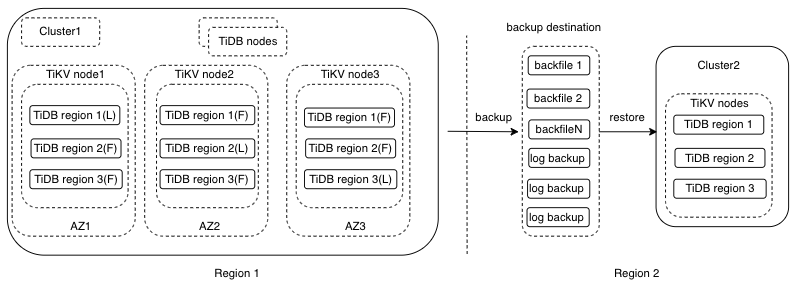 Cluster1
TiDB nodes
TiKV node1
TiDB region 1(L)
TiDB region 2(F)
TiDB region 3(F)
AZ1
TiKV node2
TiDB region 1(F)
TiDB region 2(L)
TiDB region 3(F)
AZ2
TiKV node3
TiDB region 1(F)
TiDB region 2(F)
TiDB region 3(L)
AZ3
Region 1
backup
backup destination
backfile 1
backfile 2
backfileN
log backup
log backup
log backup
restore
Cluster2
TiKV nodes
TiDB region 1
TiDB region 2
TiDB region 3
Region 2